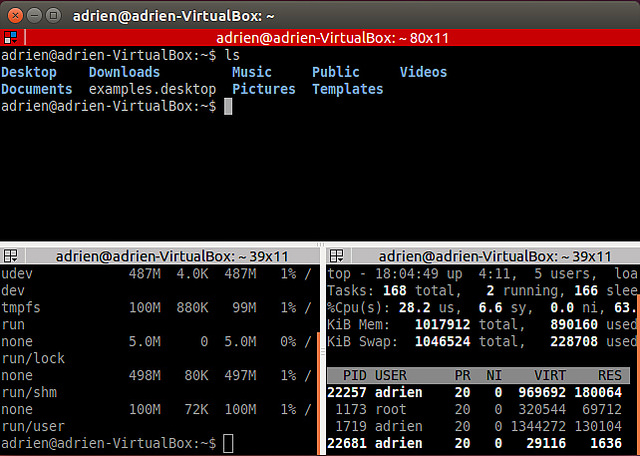 adrien@adrien-VirtualBox: ~
adrien@adrien-VirtualBox: ~ 80x11
adrien@adrien-VirtualBox:~$ ls
Desktop    Downloads         Music     Public     Videos
Documents  examples.desktop  Pictures  Templates
adrien@adrien-VirtualBox:~$
adrien@adrien-VirtualBox: ~ 39x11
udev            487M  4.0K  487M   1% /
dev
tmpfs           100M  880K   99M   1% /
run
none            5.0M     0  5.0M   0% /
run/lock
none            498M   80K  497M   1% /
run/shm
none            100M   72K  100M   1% /
run/user
adrien@adrien-VirtualBox:~$
adrien@adrien-VirtualBox: ~ 39x11
top - 18:04:49 up  4:11,  5 users,  loa
Tasks: 168 total,   2 running, 166 slee
%Cpu(s): 28.2 us,  6.6 sy,  0.0 ni, 63.
KiB Mem:   1017912 total,   890160 used
KiB Swap:  1046524 total,   228708 used
PID USER      PR  NI    VIRT    RES
22257 adrien    20   0  969692 180064
1173 root      20   0  320544  69712
1719 adrien    20   0 1344272 130104
22681 adrien    20   0   29116   1636